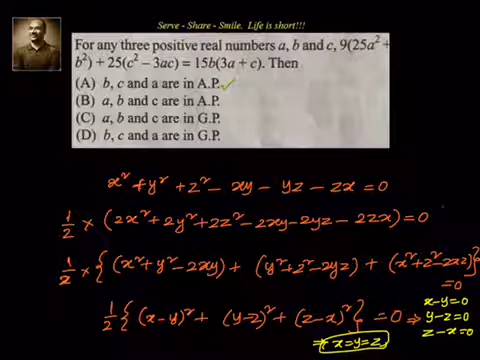 Serve - Share - Smile. Life is short!!!
For any three positive real numbers a, b and c, 9(25a² +
b²) + 25(c² − 3ac) = 15b(3a + c). Then
(A) b, c and a are in A.P. ✓
(B) a, b and c are in A.P.
(C) a, b and c are in G.P.
(D) b, c and a are in G.P.
x² + y² + z² − xy − yz − zx = 0
1/2 × (2x² + 2y² + 2z² − 2xy − 2yz − 2zx) = 0
1/2 × { (x² + y² − 2xy) + (y² + z² − 2yz) + (x² + z² − 2xz) }
= 0
1/2 { (x−y)² + (y−z)² + (z−x)² } = 0 ⇒
x−y=0
y−z=0
z−x=0
⇒ x=y=z